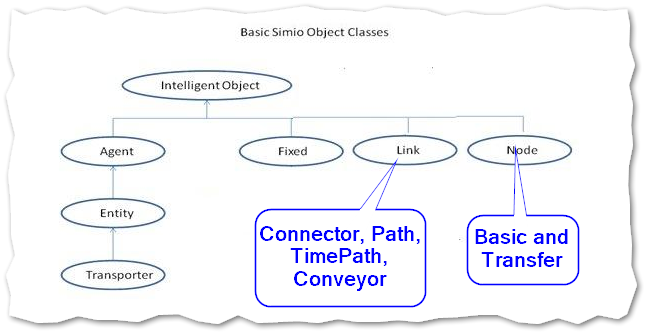 Basic Simio Object Classes
Intelligent Object
Agent
Fixed
Link
Node
Entity
Connector, Path,
TimePath,
Conveyor
Basic and
Transfer
Transporter